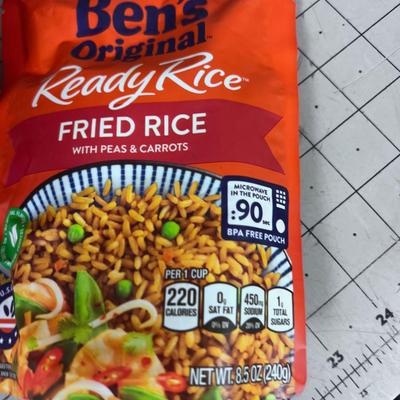 Ben's
Original™
Ready Rice™
FRIED RICE
WITH PEAS & CARROTS
MICROWAVE
IN THE POUCH
:90 SEC
BPA FREE POUCH
PER 1 CUP
220
CALORIES
0g
SAT FAT
0% DV
450mg
SODIUM
20% DV
1g
TOTAL
SUGARS
NET WT. 8.5 OZ (240g)
U.S.
23
24